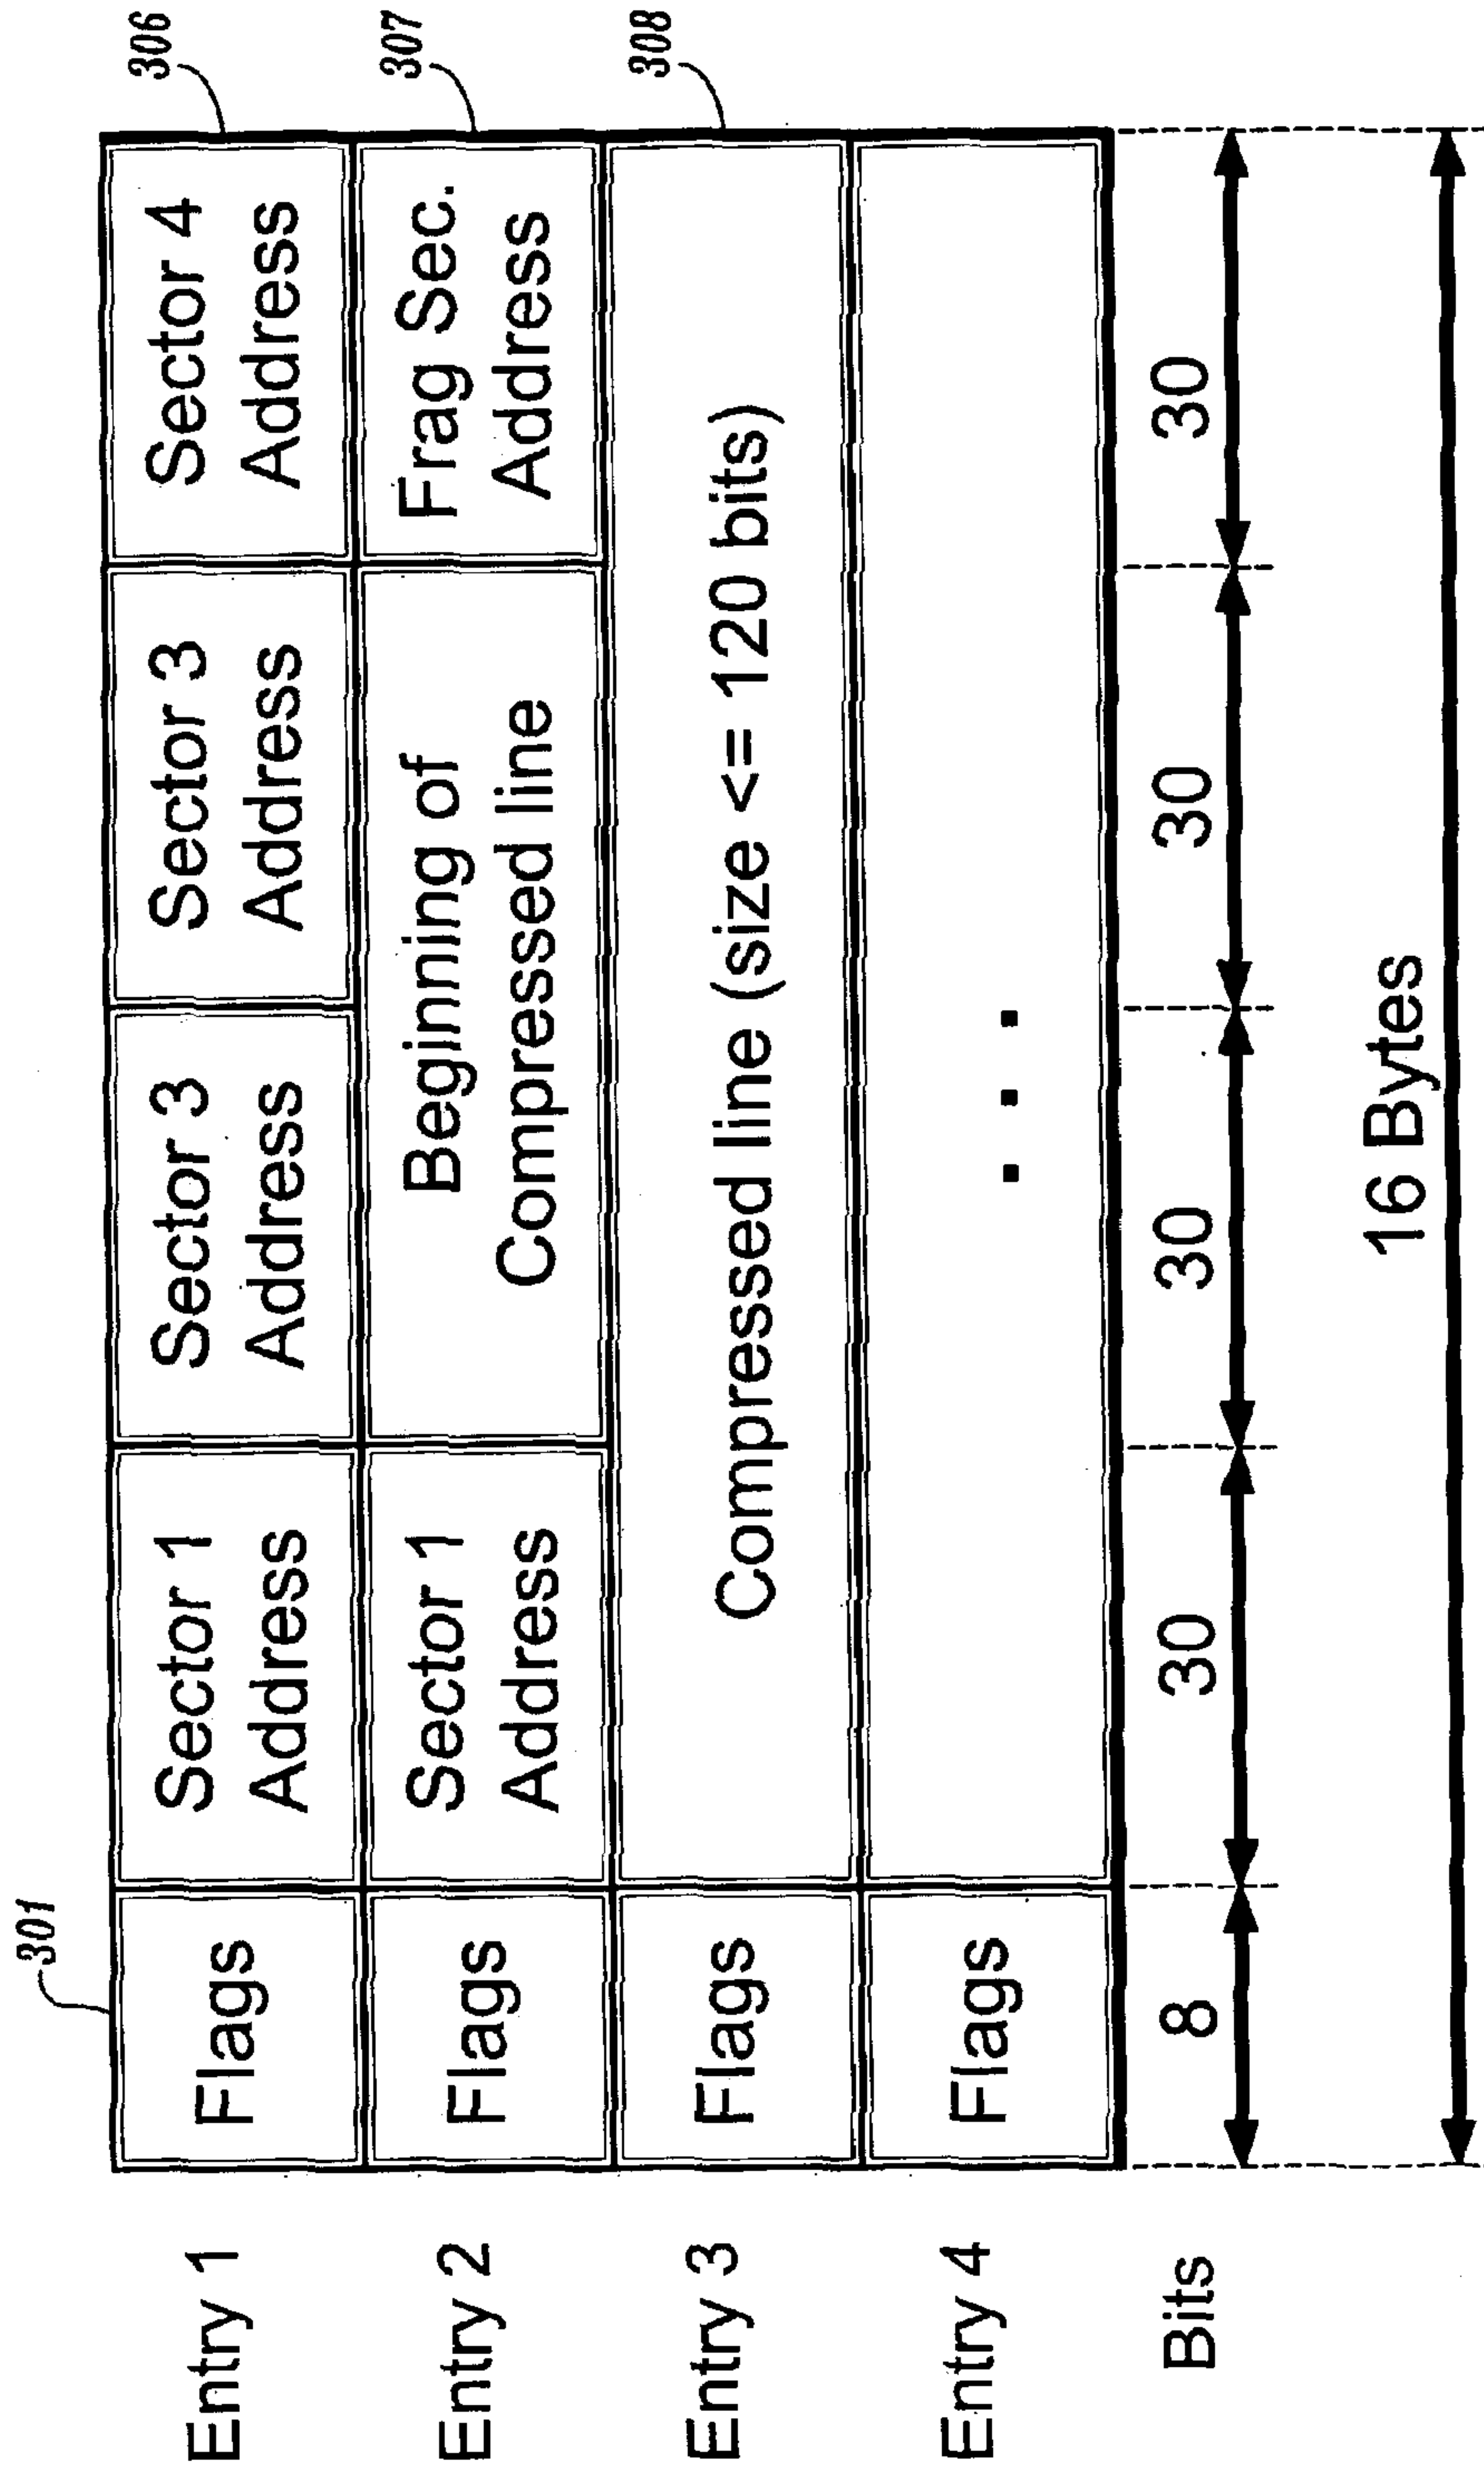 301
Entry 1
Flags
Sector 1
Address
Sector 3
Address
Sector 3
Address
Sector 4
Address
306
Entry 2
Flags
Sector 1
Address
Beginning of
Compressed line
Frag Sec.
Address
307
Entry 3
Flags
Compressed line (size <= 120 bits)
308
Entry 4
Flags
. . .
Bits
8
30
30
30
30
16 Bytes